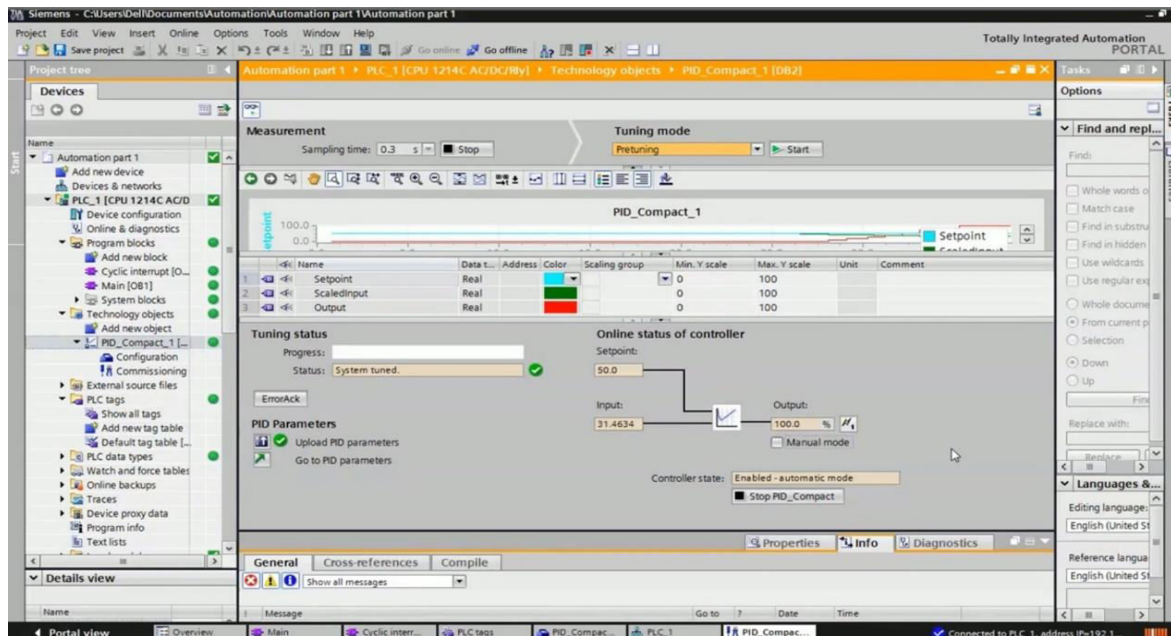 Siemens - C:\Users\Dell\Documents\Automation\Automation part 1\Automation part 1
Project Edit View Insert Online Options Tools Window Help
Totally Integrated Automation
PORTAL
Save project
Go online Go offline
Project tree
Automation part 1 PLC_1 [CPU 1214C AC/DC/Rly] Technology objects PID_Compact_1 [DB2]
Tasks
Devices
Options
Start
Name
Automation part 1
Add new device
Devices & networks
PLC_1 [CPU 1214C AC/D
Device configuration
Online & diagnostics
Program blocks
Add new block
Cyclic interrupt [O...
Main [OB1]
System blocks
Technology objects
Add new object
PID_Compact_1 [...
Configuration
Commissioning
External source files
PLC tags
Show all tags
Add new tag table
Default tag table [...
PLC data types
Watch and force tables
Online backups
Traces
Device proxy data
Program info
Text lists
Details view
Name
Measurement
Tuning mode
Sampling time: 0.3 s Stop
Pretuning Start
PID_Compact_1
100.0
0.0
Setpoint
ScaledInput
Name Data t... Address Color Scaling group Min. Y scale Max. Y scale Unit Comment
1 Setpoint Real 0 100
2 ScaledInput Real 0 100
3 Output Real 0 100
Tuning status
Progress:
Status: System tuned.
ErrorAck
PID Parameters
Upload PID parameters
Go to PID parameters
Online status of controller
Setpoint:
50.0
Input:
31.4634
Output:
100.0 %
Manual mode
Controller state: Enabled - automatic mode
Stop PID_Compact
Properties Info Diagnostics
General Cross-references Compile
Show all messages
! Message Go to ? Date Time
Find and repl...
Find:
Whole words o
Match case
Find in substru
Find in hidden
Use wildcards
Use regular exp
Whole docume
From current p
Selection
Down
Up
Find
Replace with:
Replace
Languages &...
Editing language:
English (United St
Reference langua
English (United St
Portal view Overview Main Cyclic interr... PLC tags PID_Compac... PLC_1 PID_Compac...
Connected to PLC_1, address IP=192.1...